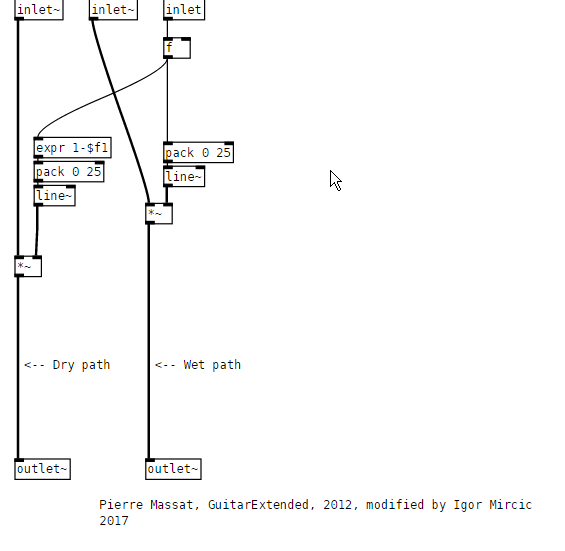 inlet~ inlet~ inlet
f
expr 1-$f1
pack 0 25
pack 0 25
line~
line~
*~
*~
<-- Dry path <-- Wet path
outlet~ outlet~
Pierre Massat, GuitarExtended, 2012, modified by Igor Mircic
2017